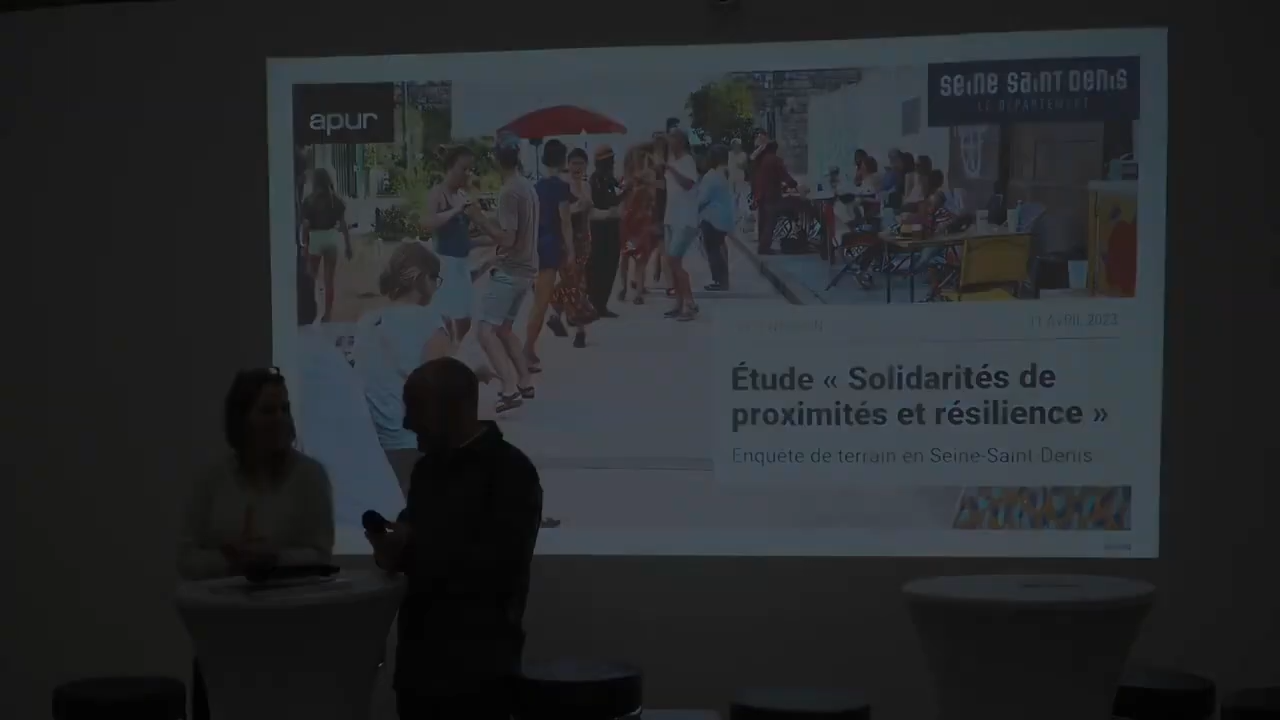 apur
Seine Saint Denis
LE DÉPARTEMENT
11 AVRIL 2023
Étude « Solidarités de
proximités et résilience »
Enquête de terrain en Seine-Saint-Denis